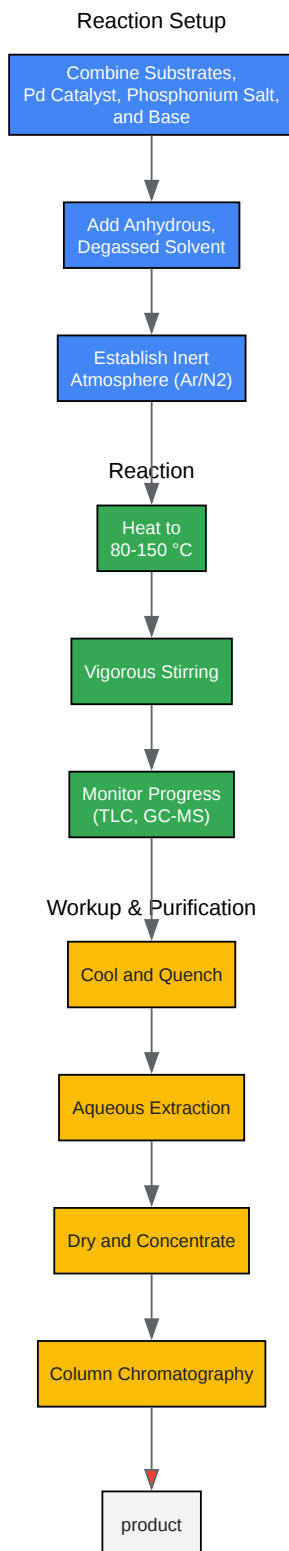 Reaction Setup
Combine Substrates,
Pd Catalyst, Phosphonium Salt,
and Base
Add Anhydrous,
Degassed Solvent
Establish Inert
Atmosphere (Ar/N2)
Reaction
Heat to
80-150 °C
Vigorous Stirring
Monitor Progress
(TLC, GC-MS)
Workup & Purification
Cool and Quench
Aqueous Extraction
Dry and Concentrate
Column Chromatography
product